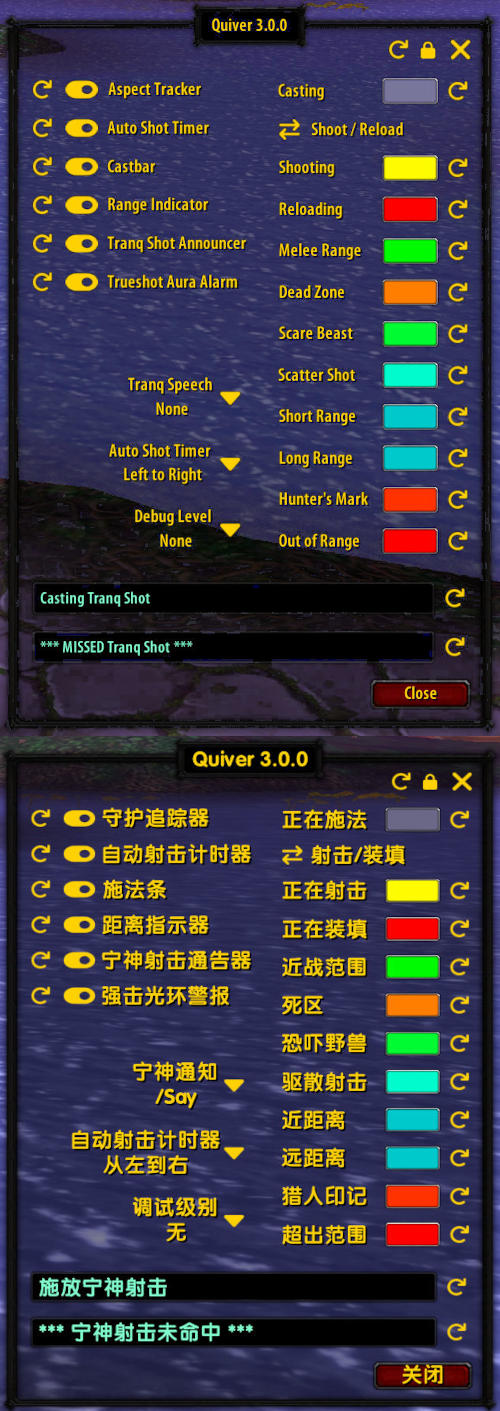 Quiver 3.0.0
Aspect Tracker
Auto Shot Timer
Castbar
Range Indicator
Tranq Shot Announcer
Trueshot Aura Alarm
Tranq Speech
None
Auto Shot Timer
Left to Right
Debug Level
None
Casting
Shoot / Reload
Shooting
Reloading
Melee Range
Dead Zone
Scare Beast
Scatter Shot
Short Range
Long Range
Hunter's Mark
Out of Range
Casting Tranq Shot
*** MISSED Tranq Shot ***
Close
Quiver 3.0.0
守护追踪器
自动射击计时器
施法条
距离指示器
宁神射击通告器
强击光环警报
宁神通知
/Say
自动射击计时器
从左到右
调试级别
无
正在施法
射击/装填
正在射击
正在装填
近战范围
死区
恐吓野兽
驱散射击
近距离
远距离
猎人印记
超出范围
施放宁神射击
*** 宁神射击未命中 ***
关闭